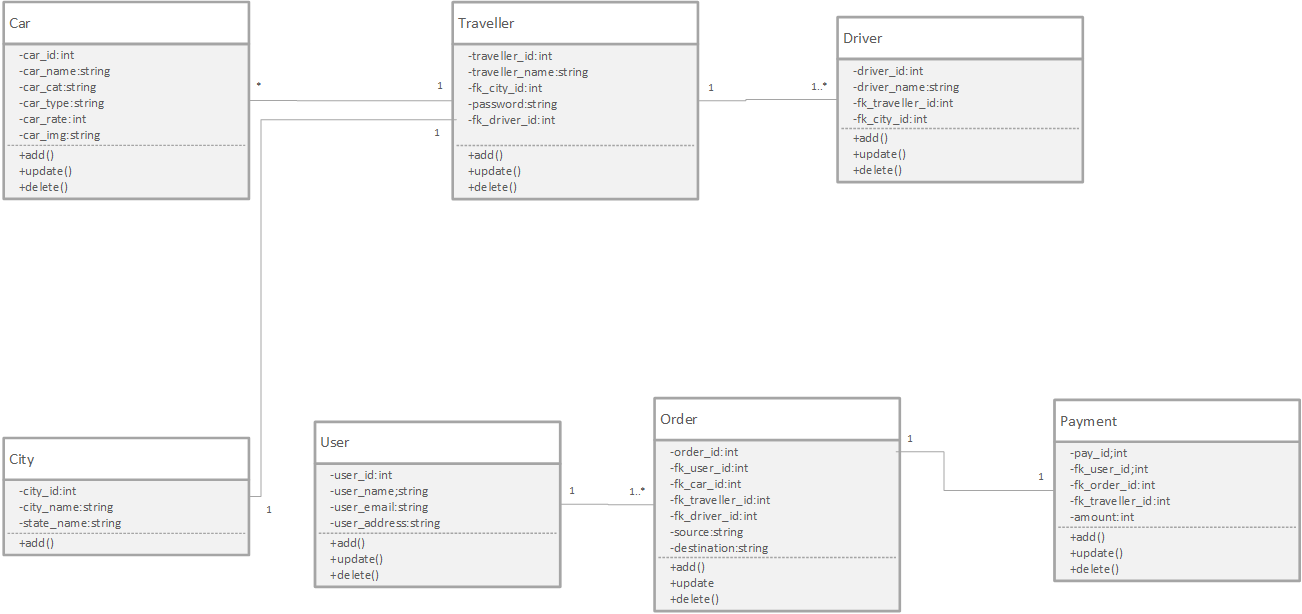 Car
-car_id:int
-car_name:string
-car_cat:string
-car_type:string
-car_rate:int
-car_img:string
+add()
+update()
+delete()
*
1
Traveller
-traveller_id:int
-traveller_name:string
-fk_city_id:int
-password:string
-fk_driver_id:int
+add()
+update()
+delete()
1
1
1..*
Driver
-driver_id:int
-driver_name:string
-fk_traveller_id:int
-fk_city_id:int
+add()
+update()
+delete()
City
-city_id:int
-city_name:string
-state_name:string
+add()
1
User
-user_id:int
-user_name;string
-user_email:string
-user_address:string
+add()
+update()
+delete()
1
1..*
Order
-order_id:int
-fk_user_id:int
-fk_car_id:int
-fk_traveller_id:int
-fk_driver_id:int
-source:string
-destination:string
+add()
+update
+delete()
1
1
Payment
-pay_id;int
-fk_user_id;int
-fk_order_id:int
-fk_traveller_id:int
-amount:int
+add()
+update()
+delete()